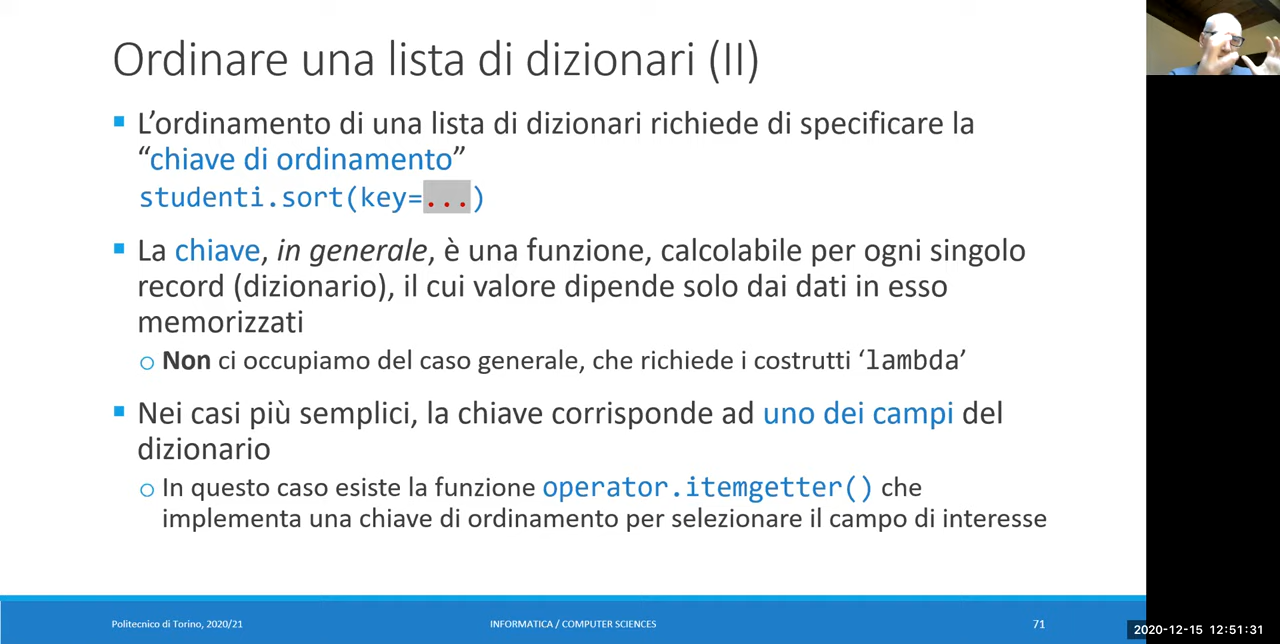 Ordinare una lista di dizionari (II)
L’ordinamento di una lista di dizionari richiede di specificare la
“chiave di ordinamento”
studenti.sort(key=...)
La chiave, in generale, è una funzione, calcolabile per ogni singolo
record (dizionario), il cui valore dipende solo dai dati in esso
memorizzati
Non ci occupiamo del caso generale, che richiede i costrutti ‘lambda’
Nei casi più semplici, la chiave corrisponde ad uno dei campi del
dizionario
In questo caso esiste la funzione operator.itemgetter() che
implementa una chiave di ordinamento per selezionare il campo di interesse
Politecnico di Torino, 2020/21
INFORMATICA / COMPUTER SCIENCES
71
2020-12-15 12:51:31